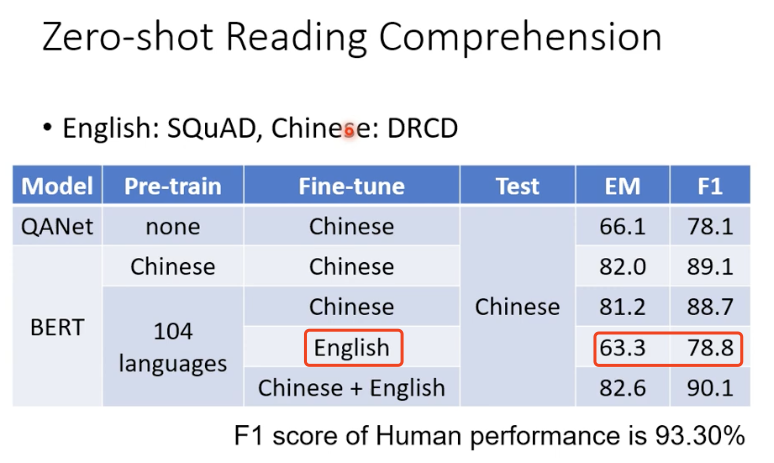 Zero-shot Reading Comprehension
• English: SQuAD, Chinese: DRCD
Model Pre-train Fine-tune Test EM F1
QANet none Chinese 66.1 78.1
BERT Chinese Chinese Chinese 82.0 89.1
104 languages Chinese 81.2 88.7
English 63.3 78.8
Chinese + English 82.6 90.1
F1 score of Human performance is 93.30%